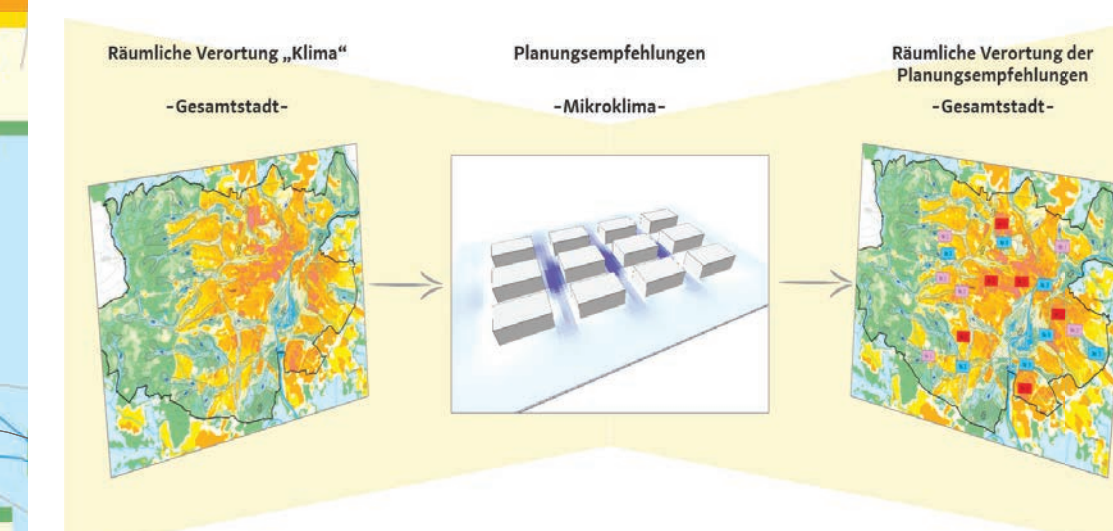 Räumliche Verortung „Klima“
-Gesamtstadt-
Planungsempfehlungen
-Mikroklima-
Räumliche Verortung der
Planungsempfehlungen
-Gesamtstadt-